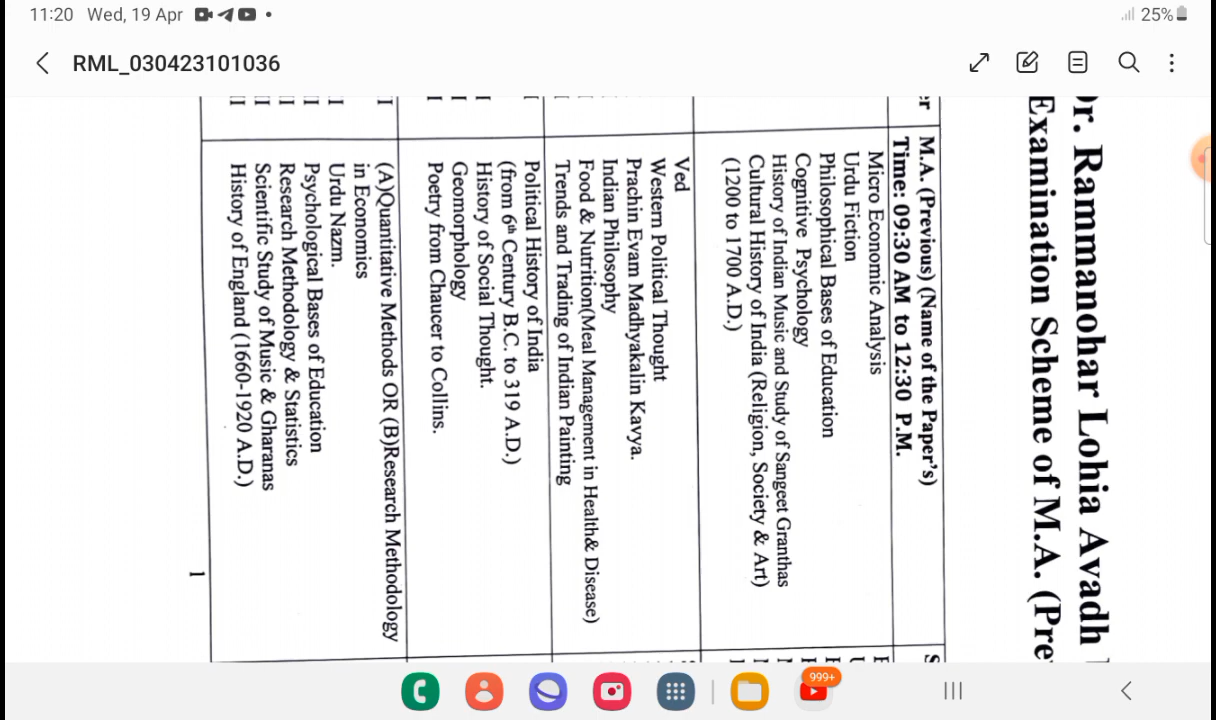 11:20 Wed, 19 Apr
25%
RML_030423101036
Dr. Rammanohar Lohia Avadh
Examination Scheme of M.A. (Pre
er
M.A. (Previous) (Name of the Paper's)
Time: 09:30 AM to 12:30 P.M.
Micro Economic Analysis
Urdu Fiction
Philosophical Bases of Education
Cognitive Psychology
History of Indian Music and Study of Sangeet Granthas
Cultural History of India (Religion, Society & Art)
(1200 to 1700 A.D.)
Ved
Western Political Thought
Prachin Evam Madhyakalin Kavya.
Indian Philosophy
Food & Nutrition(Meal Management in Health& Disease)
Trends and Trading of Indian Painting
Political History of India
(from 6th Century B.C. to 319 A.D.)
History of Social Thought.
Geomorphology
Poetry from Chaucer to Collins.
I (A)Quantitative Methods OR (B)Research Methodology
in Economics
I Urdu Nazm.
II Psychological Bases of Education
II Research Methodology & Statistics
II Scientific Study of Music & Gharanas
II History of England (1660-1920 A.D.)
1
999+